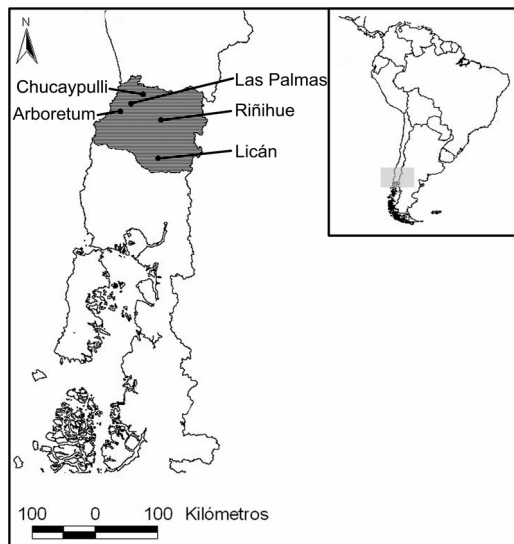 N
Chucaypulli
Las Palmas
Arboretum
Riñihue
Licán
100 0 100 Kilómetros